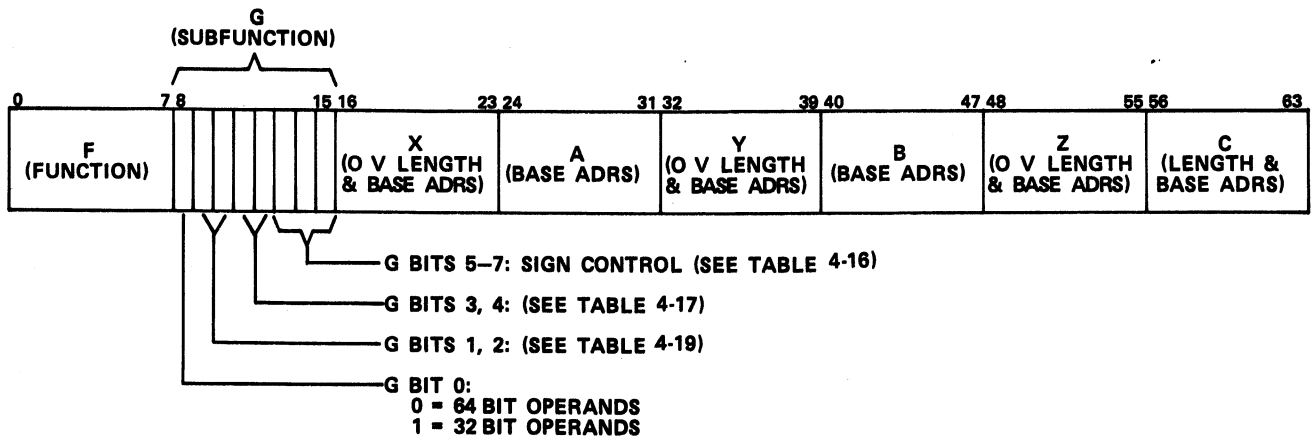 G
(SUBFUNCTION)
0 7 8 15 16 23 24 31 32 39 40 47 48 55 56 63
F
(FUNCTION)
X
(O V LENGTH
& BASE ADRS)
A
(BASE ADRS)
Y
(O V LENGTH
& BASE ADRS)
B
(BASE ADRS)
Z
(O V LENGTH
& BASE ADRS)
C
(LENGTH &
BASE ADRS)
G BITS 5–7: SIGN CONTROL (SEE TABLE 4-16)
G BITS 3, 4: (SEE TABLE 4-17)
G BITS 1, 2: (SEE TABLE 4-19)
G BIT 0:
0 = 64 BIT OPERANDS
1 = 32 BIT OPERANDS